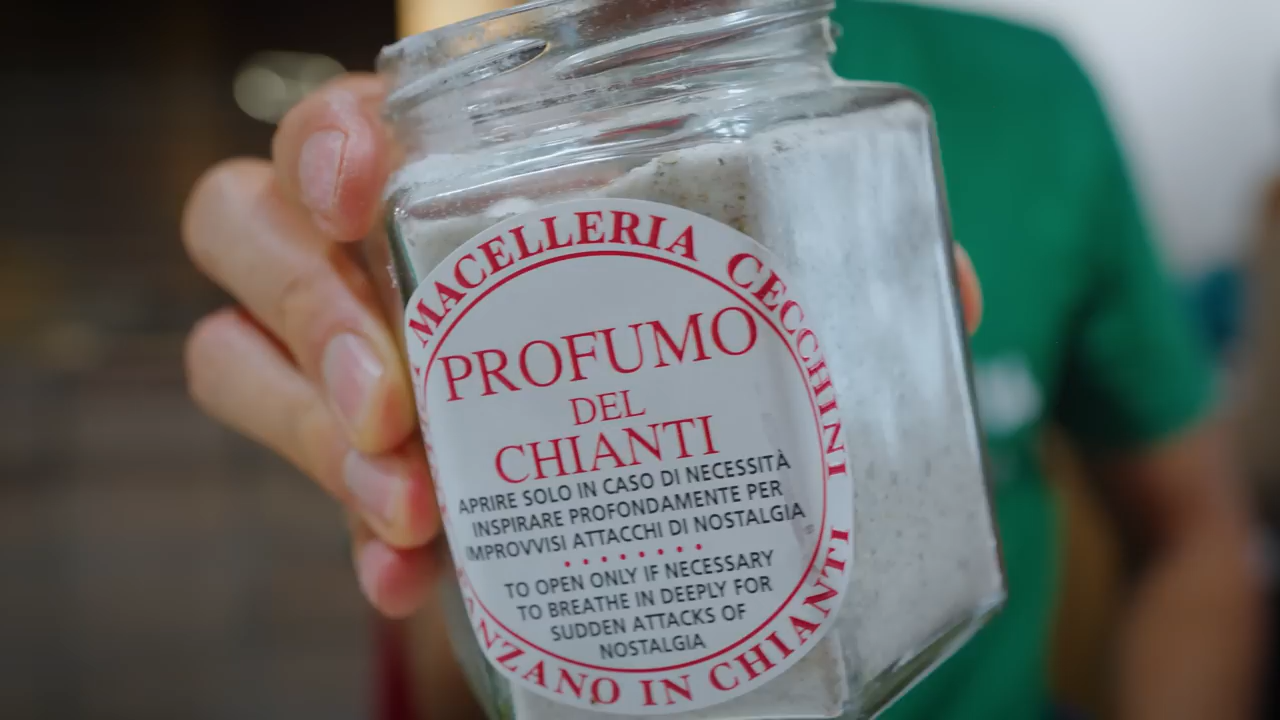 MACELLERIA CECCHINI
PROFUMO
DEL
CHIANTI
APRIRE SOLO IN CASO DI NECESSITÀ
INSPIRARE PROFONDAMENTE PER
IMPROVVISI ATTACCHI DI NOSTALGIA
TO OPEN ONLY IF NECESSARY
TO BREATHE IN DEEPLY FOR
SUDDEN ATTACKS OF
NOSTALGIA
ANZANO IN CHIANTI